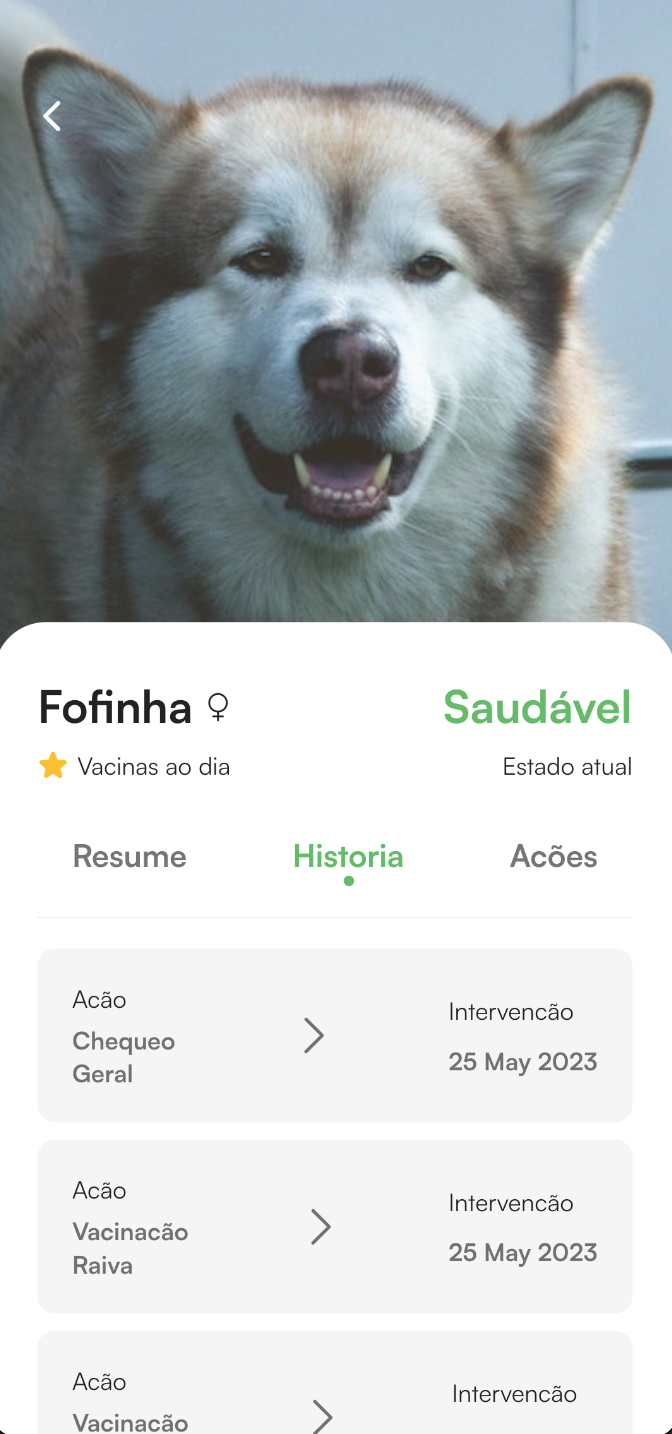 Fofinha
Saudável
Vacinas ao dia
Estado atual
Resume
Historia
Acões
Acão
Chequeo
Geral
Intervencão
25 May 2023
Acão
Vacinacão
Raiva
Intervencão
25 May 2023
Acão
Vacinacão
Intervencão